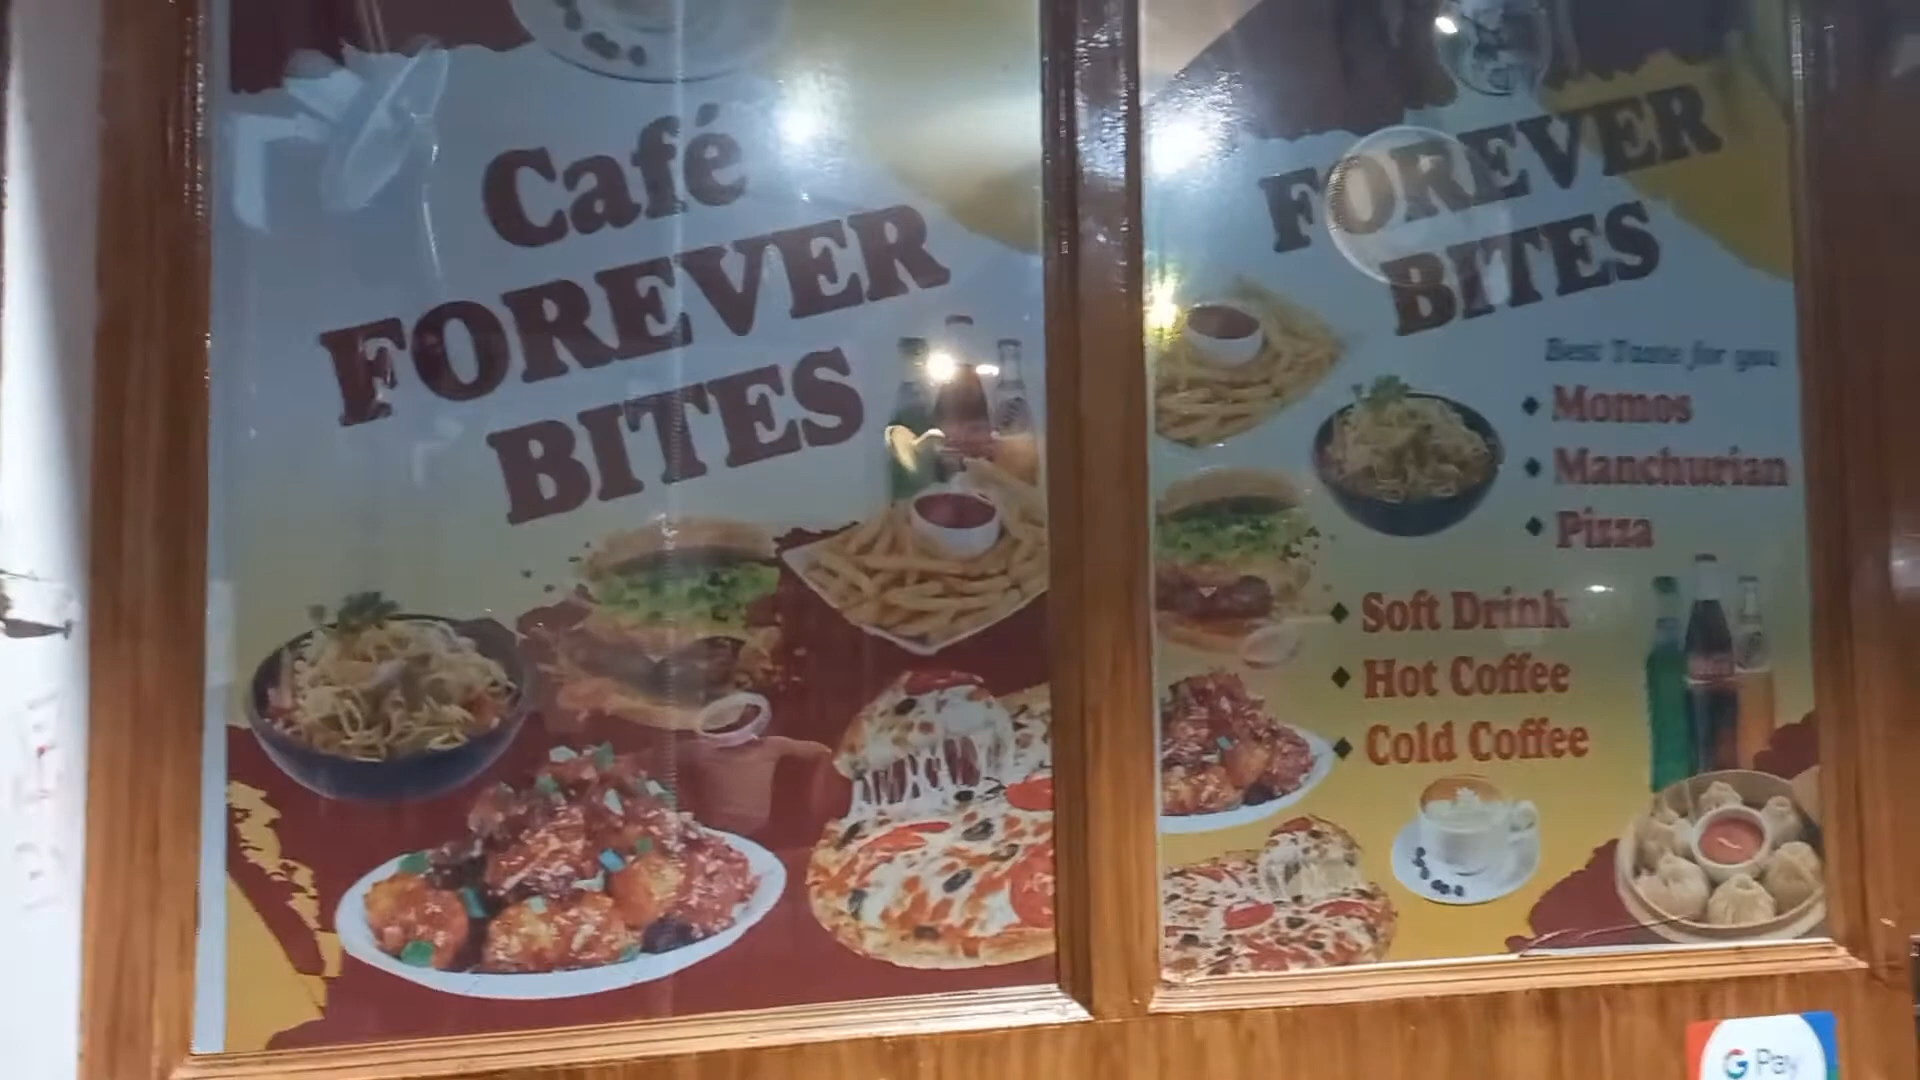 Café
FOREVER
BITES
FOREVER
BITES
Best Taste for you
Momos
Manchurian
Pizza
Soft Drink
Hot Coffee
Cold Coffee
G Pay